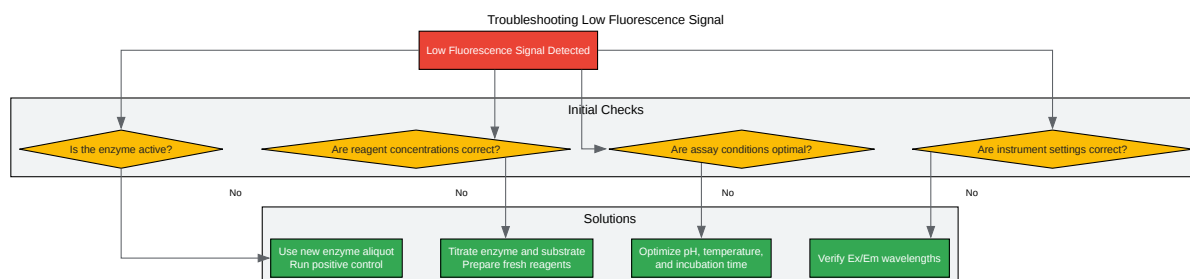 Troubleshooting Low Fluorescence Signal
Low Fluorescence Signal Detected
Initial Checks
Is the enzyme active?
Are reagent concentrations correct?
Are assay conditions optimal?
Are instrument settings correct?
No
No
No
No
Solutions
Use new enzyme aliquot
Run positive control
Titrate enzyme and substrate
Prepare fresh reagents
Optimize pH, temperature,
and incubation time
Verify Ex/Em wavelengths